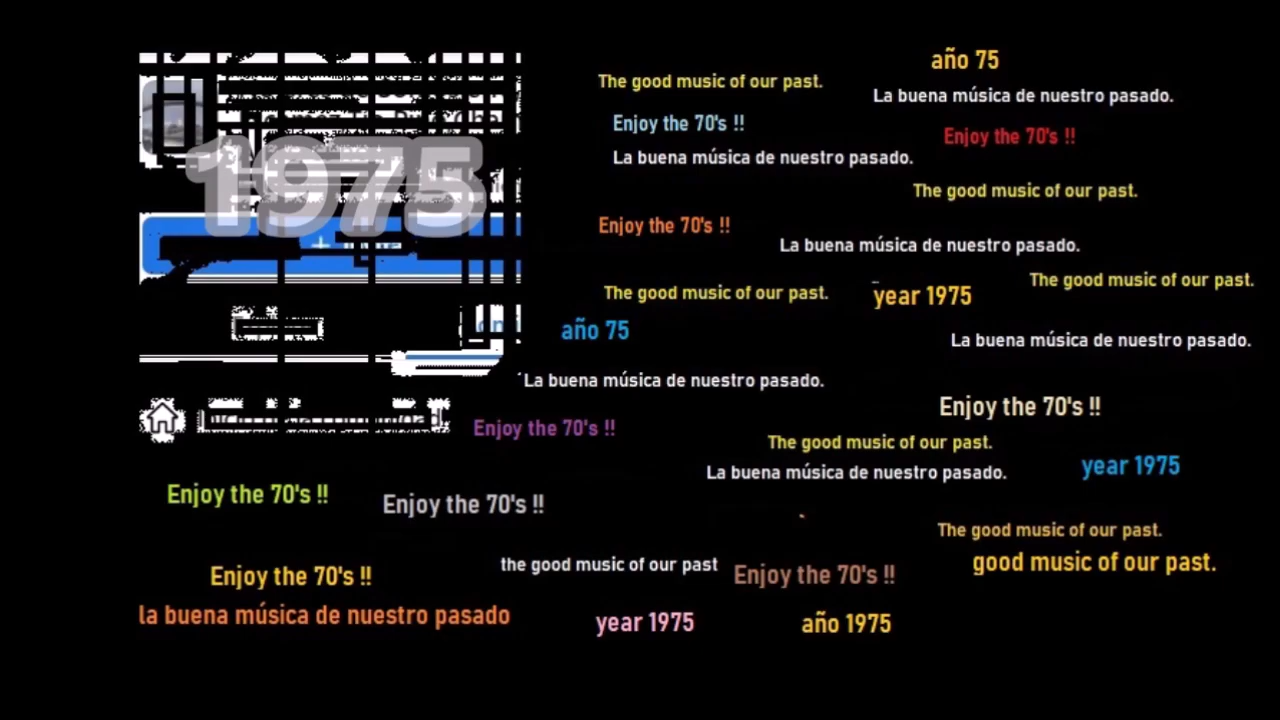 año 75
The good music of our past.
La buena música de nuestro pasado.
Enjoy the 70's !!
Enjoy the 70's !!
La buena música de nuestro pasado.
1975
The good music of our past.
Enjoy the 70's !!
La buena música de nuestro pasado.
The good music of our past.
The good music of our past.
year 1975
año 75
La buena música de nuestro pasado.
La buena música de nuestro pasado.
Enjoy the 70's !!
Enjoy the 70's !!
The good music of our past.
year 1975
La buena música de nuestro pasado.
Enjoy the 70's !!
Enjoy the 70's !!
The good music of our past.
good music of our past.
the good music of our past
Enjoy the 70's !!
Enjoy the 70's !!
la buena música de nuestro pasado
year 1975
año 1975